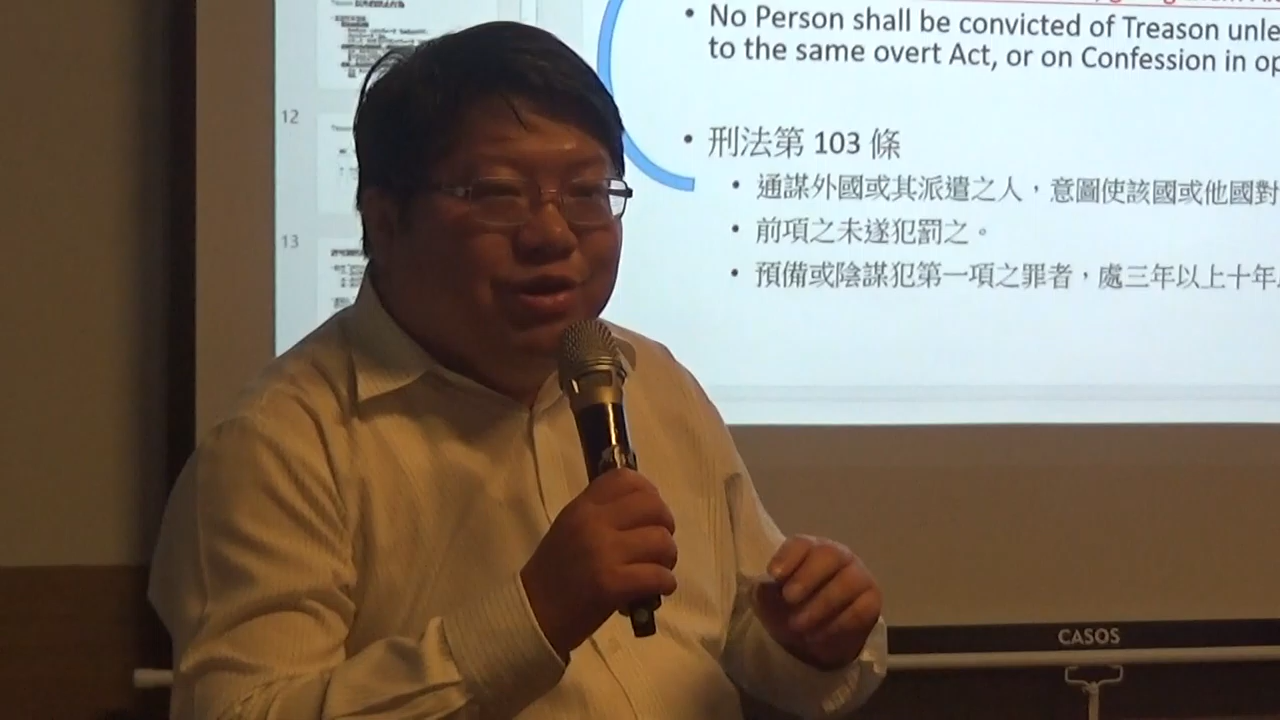 No Person shall be convicted of Treason unle
to the same overt Act, or on Confession in op
刑法第 103 條
通謀外國或其派遣之人，意圖使該國或他國對
前項之未遂犯罰之。
預備或陰謀犯第一項之罪者，處三年以上十年
12
13
CASOS